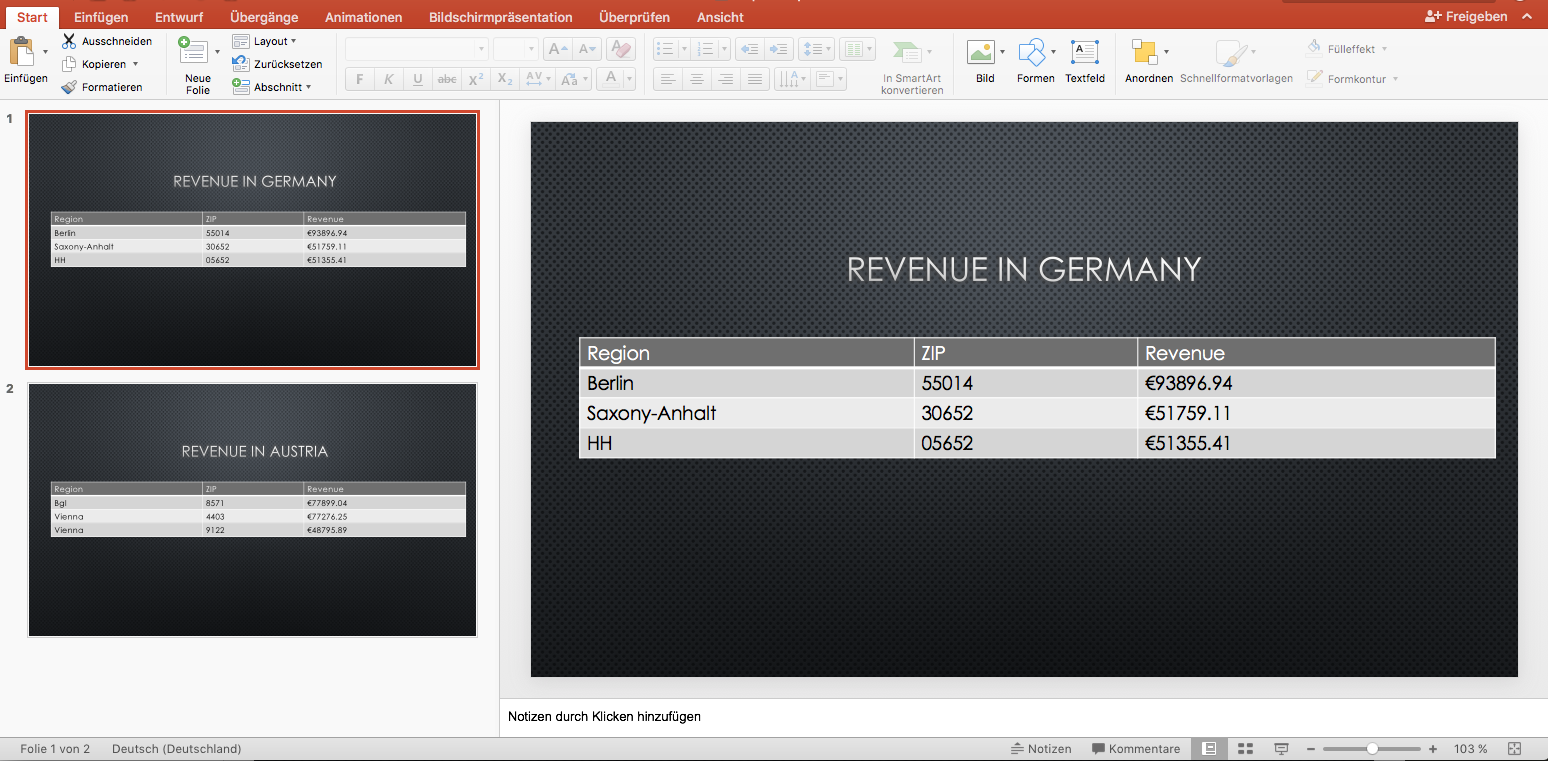 Start Einfügen Entwurf Übergänge Animationen Bildschirmpräsentation Überprüfen Ansicht Freigeben
Einfügen
Ausschneiden
Kopieren
Formatieren
Neue
Folie
Layout
Zurücksetzen
Abschnitt
A A A
F K U abc X² X₂ AV Aa A
In SmartArt
konvertieren
Bild
Formen
A
Textfeld
Anordnen
Schnellformatvorlagen
Fülleffekt
Formkontur
1
REVENUE IN GERMANY
Region ZIP Revenue
Berlin 55014 €93896.94
Saxony-Anhalt 30652 €51759.11
HH 05652 €51355.41
2
REVENUE IN AUSTRIA
Region ZIP Revenue
Bgl 8571 €77899.04
Vienna 4403 €77276.25
Vienna 9122 €48795.89
REVENUE IN GERMANY
Region ZIP Revenue
Berlin 55014 €93896.94
Saxony-Anhalt 30652 €51759.11
HH 05652 €51355.41
Notizen durch Klicken hinzufügen
Folie 1 von 2 Deutsch (Deutschland) Notizen Kommentare 103 %